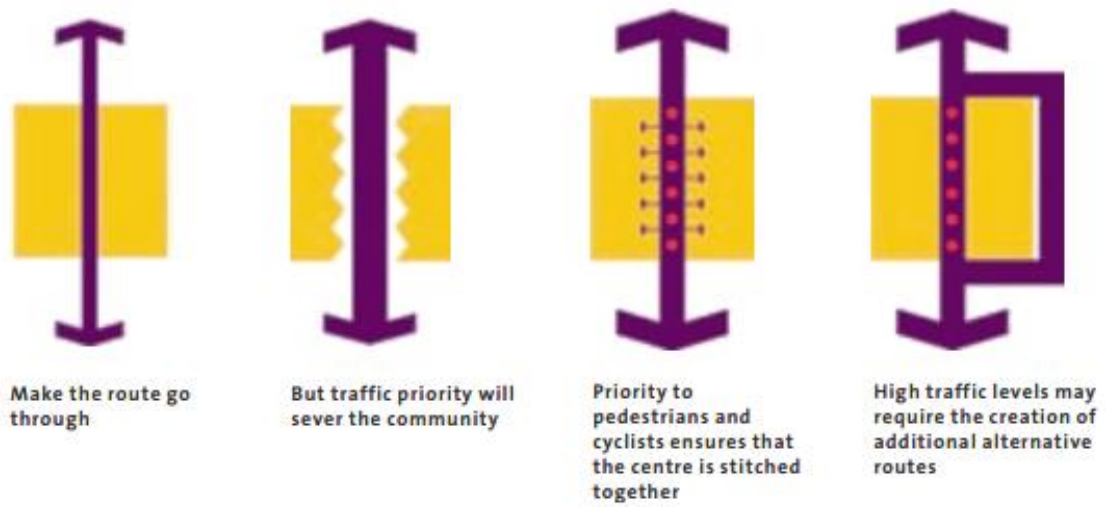 Make the route go
through
But traffic priority will
sever the community
Priority to
pedestrians and
cyclists ensures that
the centre is stitched
together
High traffic levels may
require the creation of
additional alternative
routes